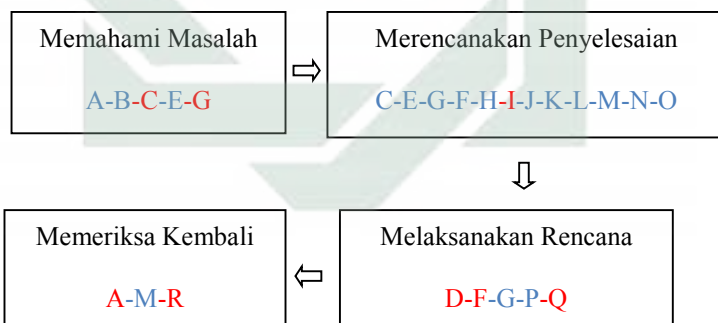 Memahami Masalah
A-B-C-E-G
Merencanakan Penyelesaian
C-E-G-F-H-I-J-K-L-M-N-O
Melaksanakan Rencana
D-F-G-P-Q
Memeriksa Kembali
A-M-R